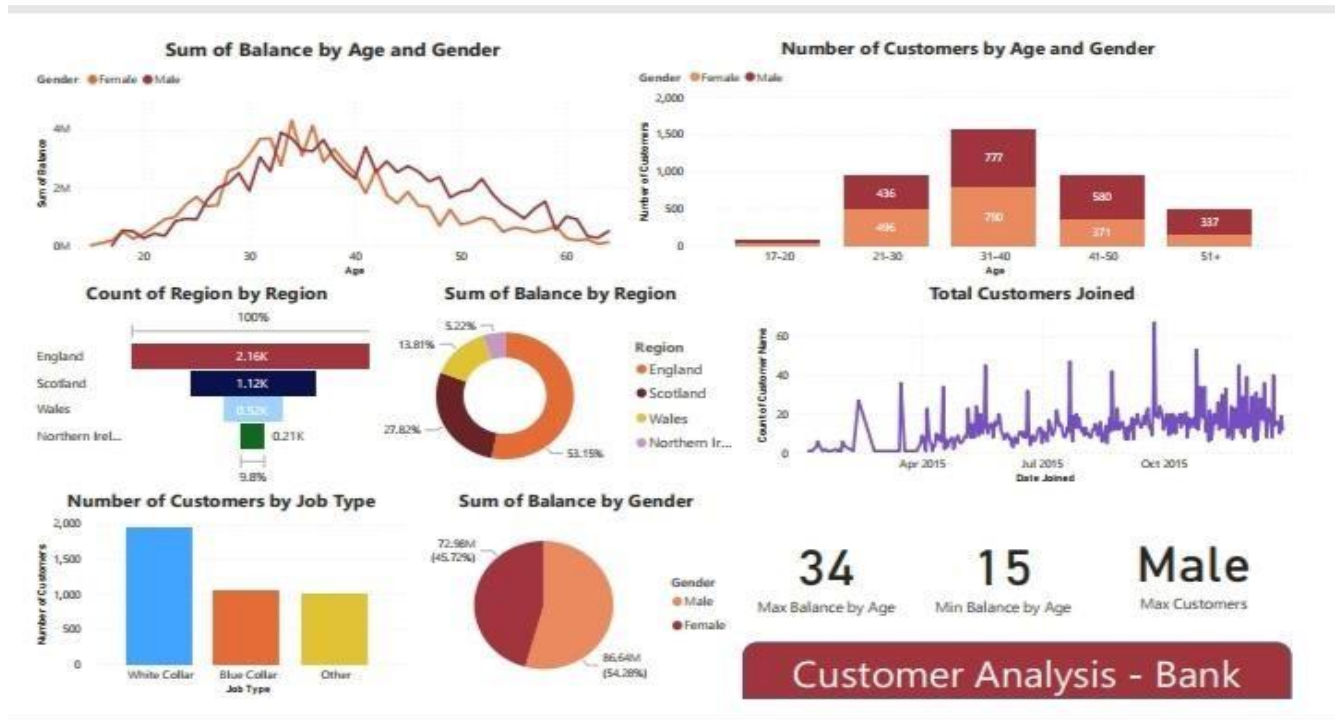 Sum of Balance by Age and Gender
Gender Female Male
Sum of Balance
4M
2M
0M
20 30 40 50 60
Age
Number of Customers by Age and Gender
Gender Female Male
Number of Customers
2,000
1,500
1,000
500
0
436
496
777
790
580
371
337
17-20 21-30 31-40 41-50 51+
Age
Count of Region by Region
100%
England 2.16K
Scotland 1.12K
Wales 0.52K
Northern Irel... 0.21K
9.8%
Sum of Balance by Region
5.22%
13.81%
27.82%
53.15%
Region
England
Scotland
Wales
Northern Ir...
Total Customers Joined
Count of Customer Name
60
40
20
0
Apr 2015 Jul 2015 Oct 2015
Date Joined
Number of Customers by Job Type
Number of Customers
2,000
1,500
1,000
500
0
White Collar Blue Collar Other
Job Type
Sum of Balance by Gender
72.98M
(45.72%)
86.64M
(54.28%)
Gender
Male
Female
34
Max Balance by Age
15
Min Balance by Age
Male
Max Customers
Customer Analysis - Bank